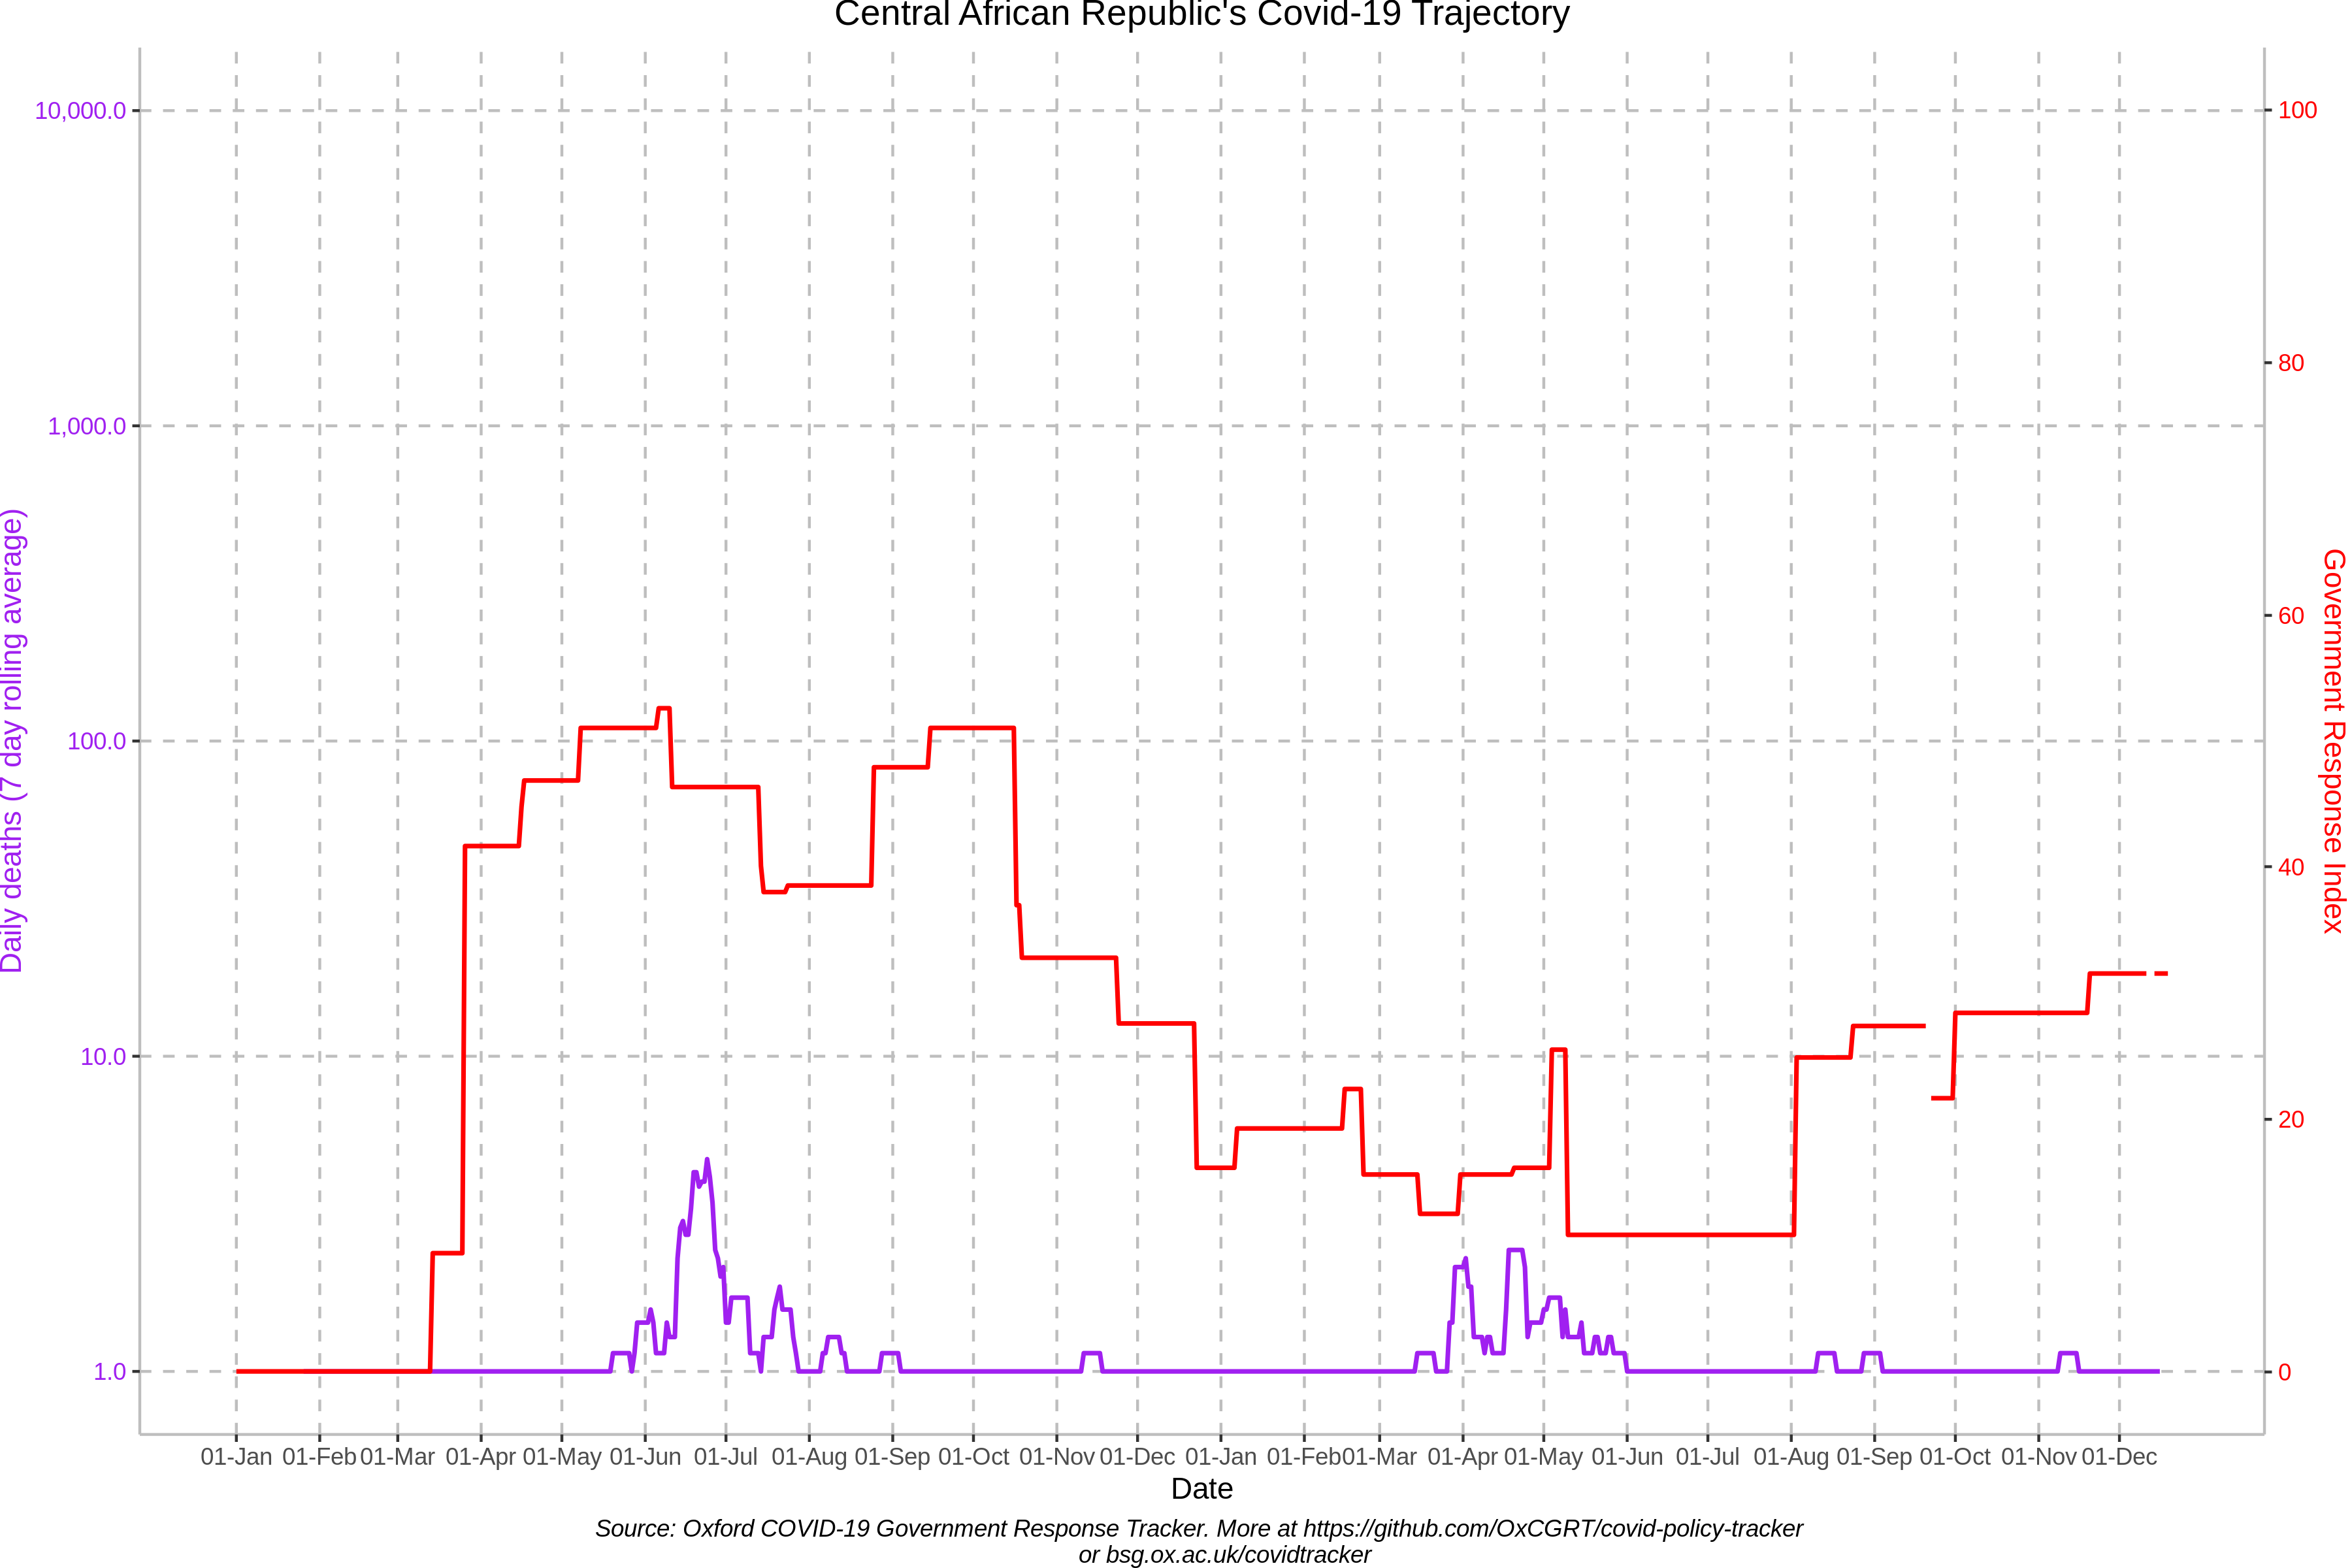 Central African Republic's Covid-19 Trajectory
10,000.0
1,000.0
100.0
10.0
1.0
Daily deaths (7 day rolling average)
100
80
60
40
20
0
Government Response Index
01-Jan 01-Feb 01-Mar 01-Apr 01-May 01-Jun 01-Jul 01-Aug 01-Sep 01-Oct 01-Nov 01-Dec 01-Jan 01-Feb 01-Mar 01-Apr 01-May 01-Jun 01-Jul 01-Aug 01-Sep 01-Oct 01-Nov 01-Dec
Date
Source: Oxford COVID-19 Government Response Tracker. More at https://github.com/OxCGRT/covid-policy-tracker
or bsg.ox.ac.uk/covidtracker